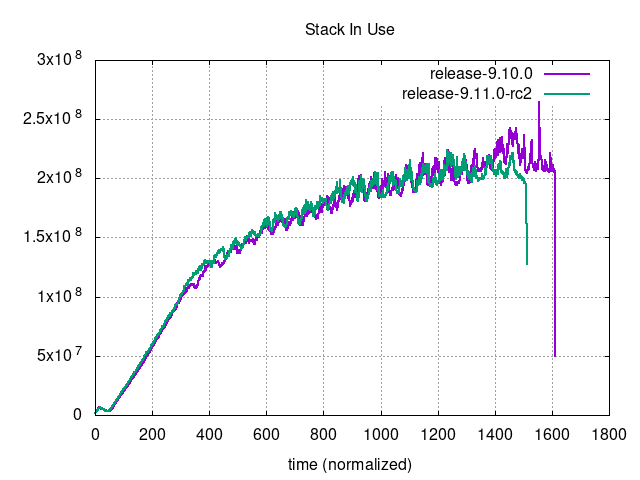 Stack In Use
3x10^8
release-9.10.0
release-9.11.0-rc2
2.5x10^8
2x10^8
1.5x10^8
1x10^8
5x10^7
0
0 200 400 600 800 1000 1200 1400 1600 1800
time (normalized)